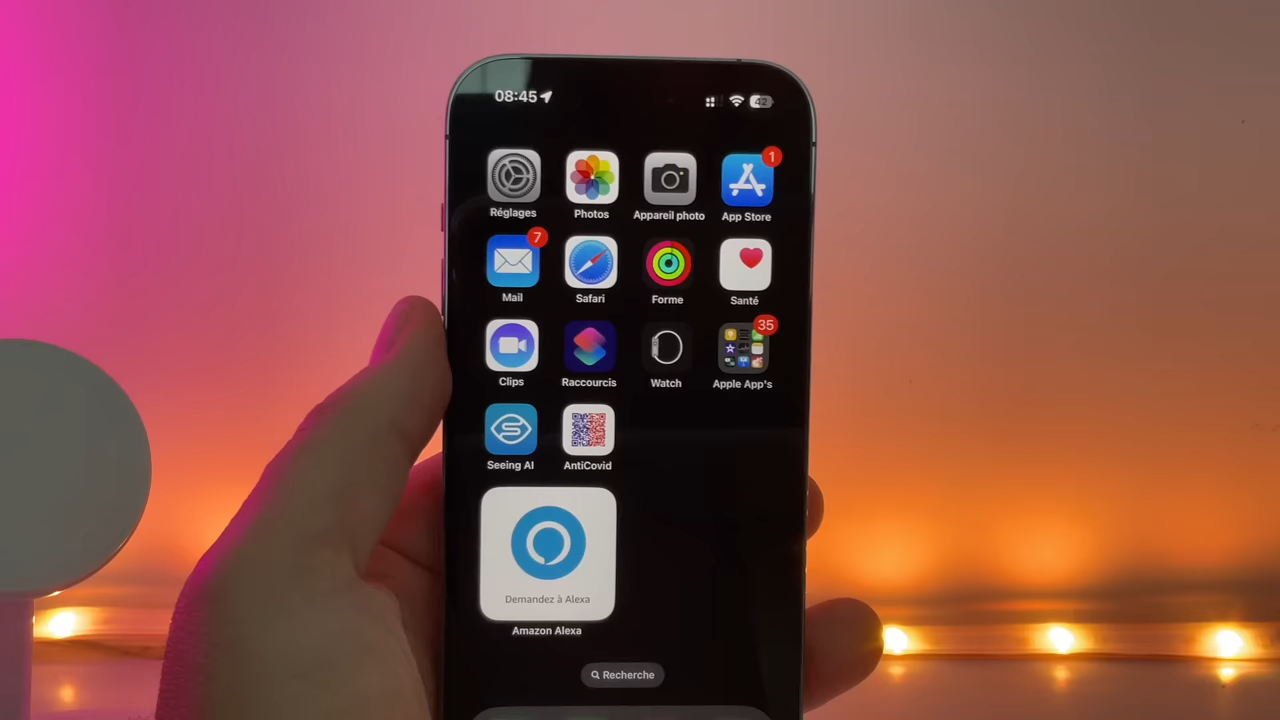 08:45
42
1
Réglages
Photos
Appareil photo
App Store
7
Mail
Safari
Forme
Santé
35
Clips
Raccourcis
Watch
Apple App's
Seeing AI
AntiCovid
Demandez à Alexa
Amazon Alexa
Recherche